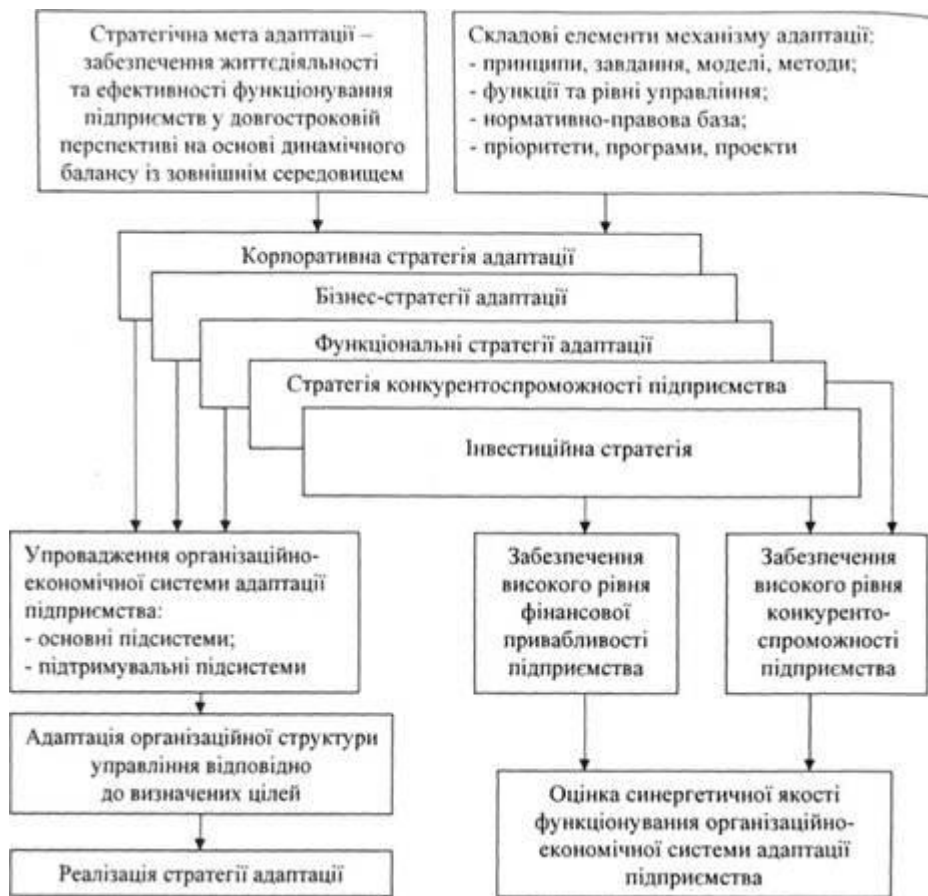 Стратегічна мета адаптації –
забезпечення життєдіяльності
та ефективності функціонування
підприємств у довгостроковій
перспективі на основі динамічного
балансу із зовнішнім середовищем
Складові елементи механізму адаптації:
- принципи, завдання, моделі, методи;
- функції та рівні управління;
- нормативно-правова база;
- пріоритети, програми, проекти
Корпоративна стратегія адаптації
Бізнес-стратегії адаптації
Функціональні стратегії адаптації
Стратегія конкурентоспроможності підприємства
Інвестиційна стратегія
Упровадження організаційно-
економічної системи адаптації
підприємства:
- основні підсистеми;
- підтримувальні підсистеми
Забезпечення
високого рівня
фінансової
привабливості
підприємства
Забезпечення
високого рівня
конкуренто-
спроможності
підприємства
Адаптація організаційної структури
управління відповідно
до визначених цілей
Оцінка синергетичної якості
функціонування організаційно-
економічної системи адаптації
підприємства
Реалізація стратегії адаптації